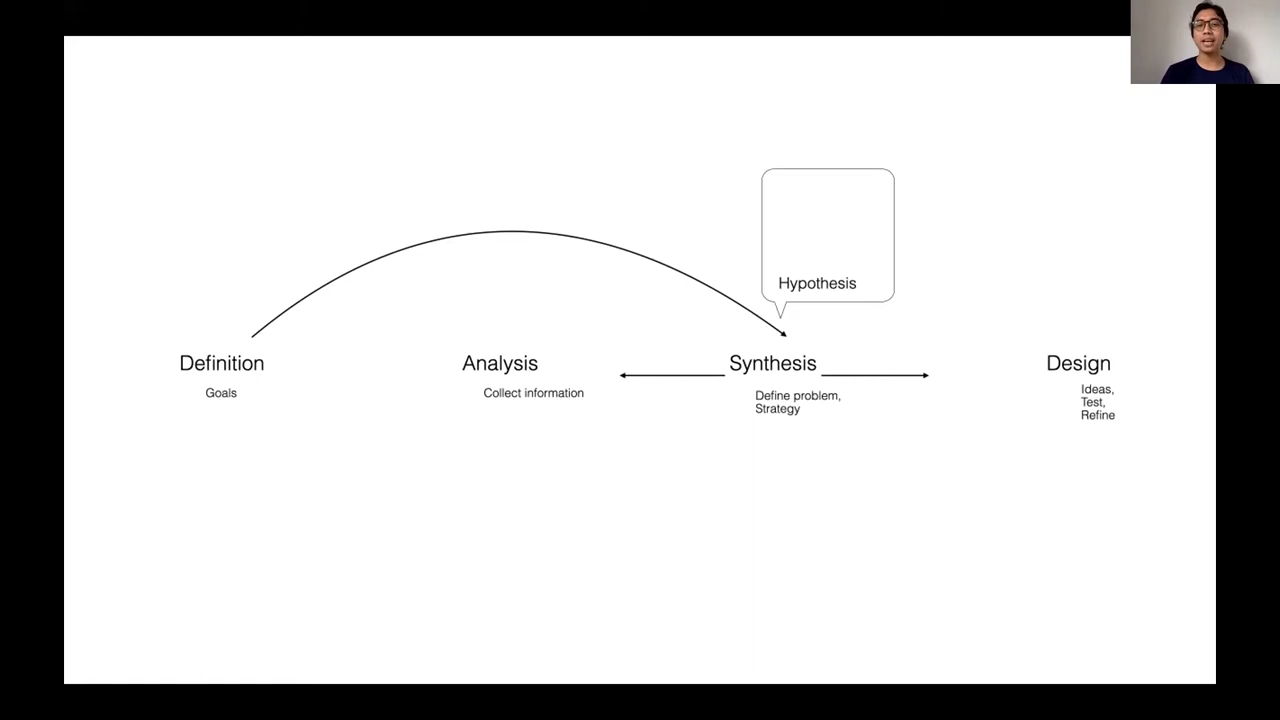 Hypothesis
Definition
Goals
Analysis
Collect information
Synthesis
Define problem,
Strategy
Design
Ideas,
Test,
Refine